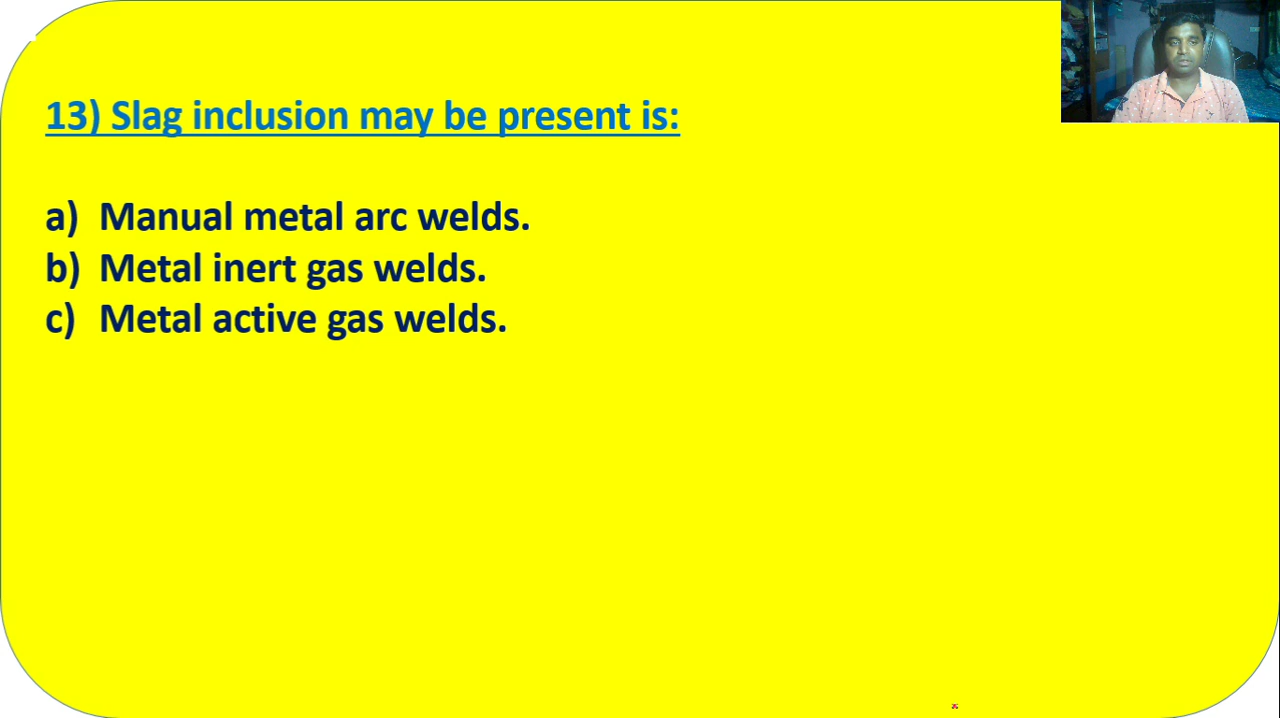 13) Slag inclusion may be present is:
a) Manual metal arc welds.
b) Metal inert gas welds.
c) Metal active gas welds.